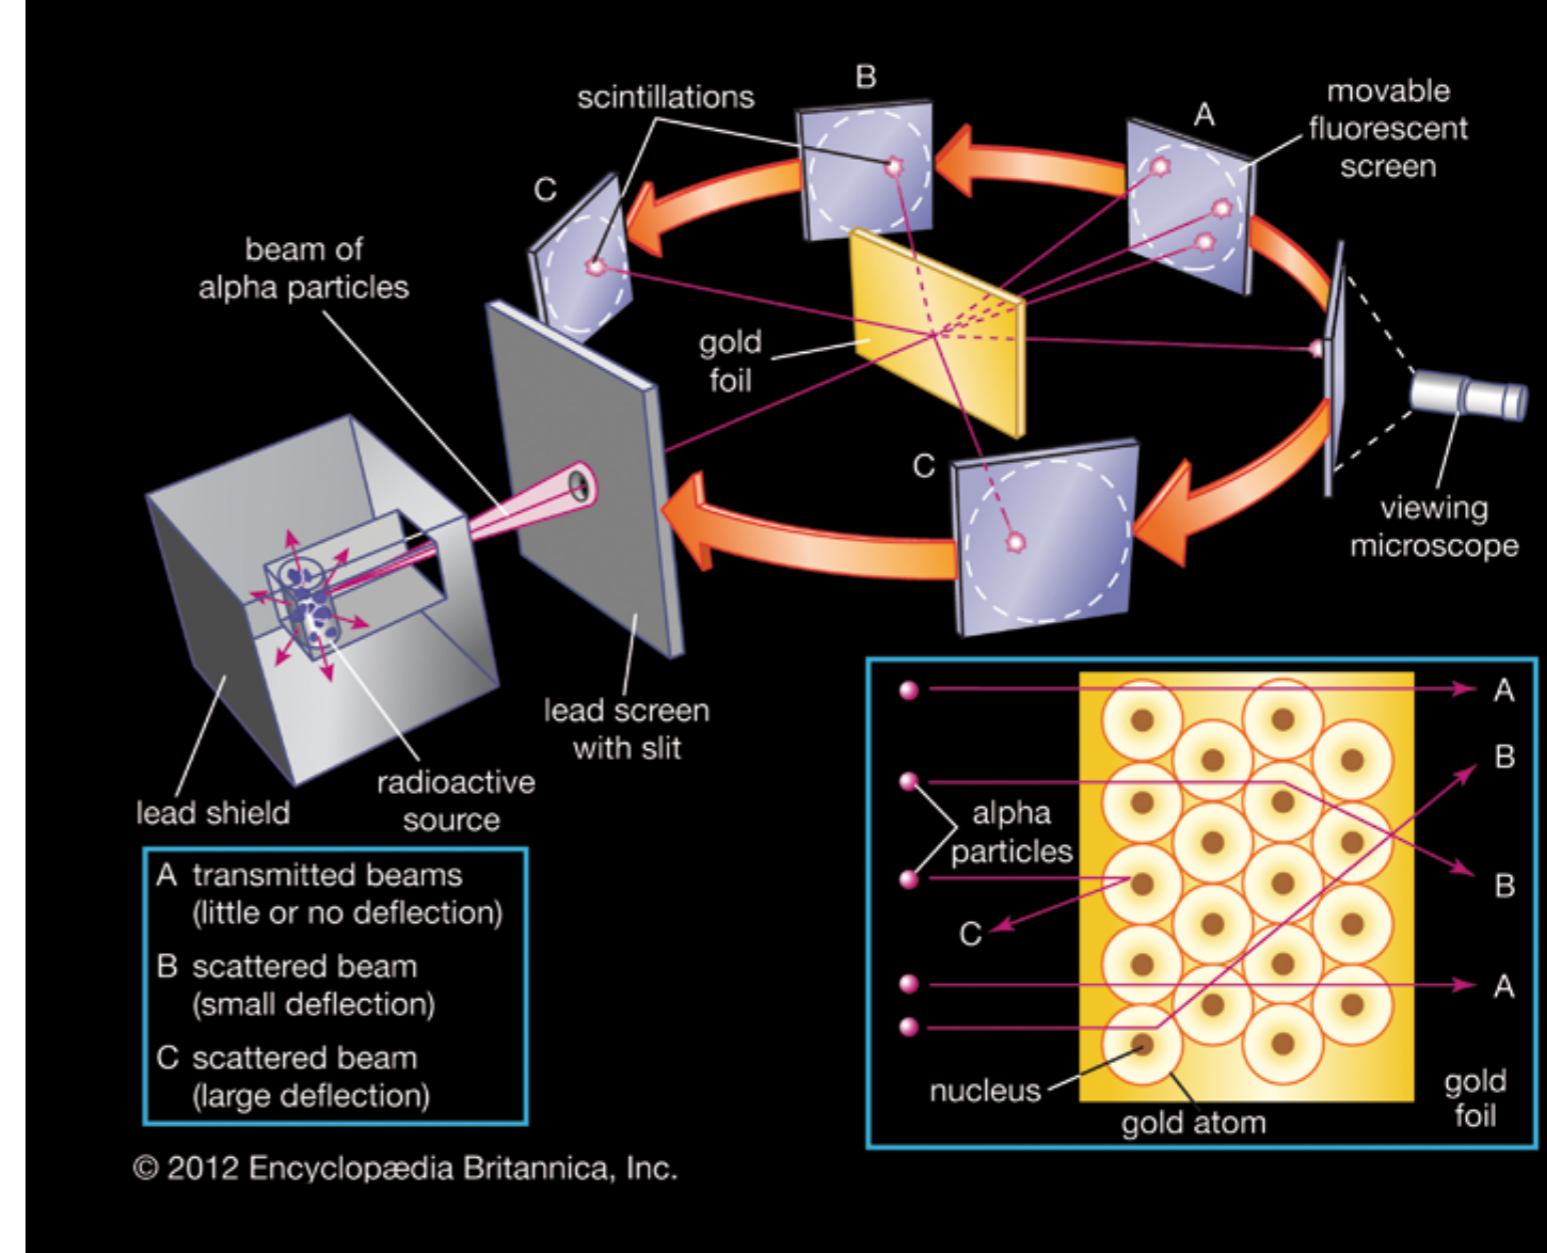 B
scintillations
A
movable
fluorescent
screen
C
beam of
alpha particles
gold
foil
C
viewing
microscope
lead screen
with slit
radioactive
source
lead shield
A transmitted beams
(little or no deflection)
B scattered beam
(small deflection)
C scattered beam
(large deflection)
A
B
alpha
particles
B
C
A
nucleus
gold atom
gold
foil
© 2012 Encyclopædia Britannica, Inc.